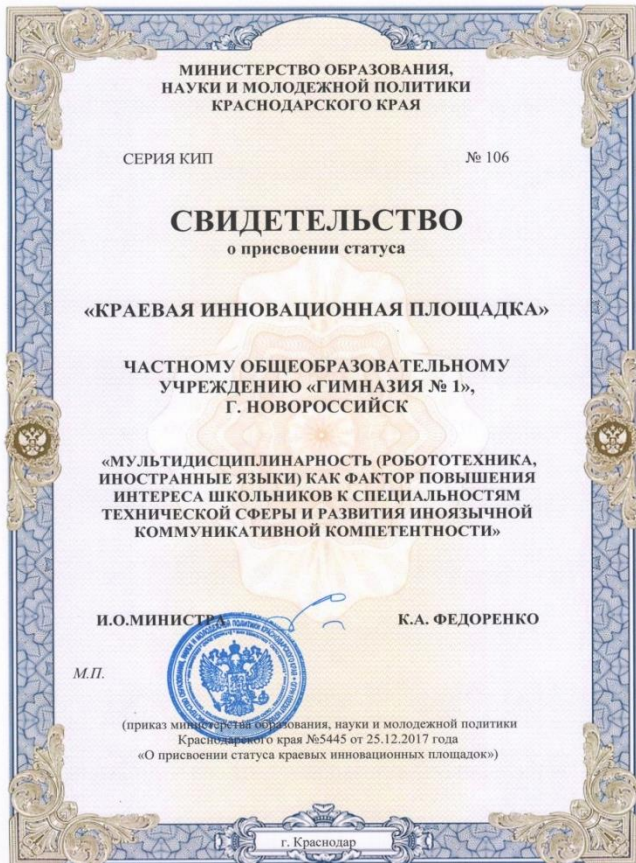 МИНИСТЕРСТВО ОБРАЗОВАНИЯ,
НАУКИ И МОЛОДЕЖНОЙ ПОЛИТИКИ
КРАСНОДАРСКОГО КРАЯ
СЕРИЯ КИП № 106
СВИДЕТЕЛЬСТВО
о присвоении статуса
«КРАЕВАЯ ИННОВАЦИОННАЯ ПЛОЩАДКА»
ЧАСТНОМУ ОБЩЕОБРАЗОВАТЕЛЬНОМУ
УЧРЕЖДЕНИЮ «ГИМНАЗИЯ № 1»,
Г. НОВОРОССИЙСК
«МУЛЬТИДИСЦИПЛИНАРНОСТЬ (РОБОТОТЕХНИКА,
ИНОСТРАННЫЕ ЯЗЫКИ) КАК ФАКТОР ПОВЫШЕНИЯ
ИНТЕРЕСА ШКОЛЬНИКОВ К СПЕЦИАЛЬНОСТЯМ
ТЕХНИЧЕСКОЙ СФЕРЫ И РАЗВИТИЯ ИНОЯЗЫЧНОЙ
КОММУНИКАТИВНОЙ КОМПЕТЕНТНОСТИ»
И.О.МИНИСТРА К.А. ФЕДОРЕНКО
М.П.
(приказ министерства образования, науки и молодежной политики
Краснодарского края №5445 от 25.12.2017 года
«О присвоении статуса краевых инновационных площадок»)
г. Краснодар